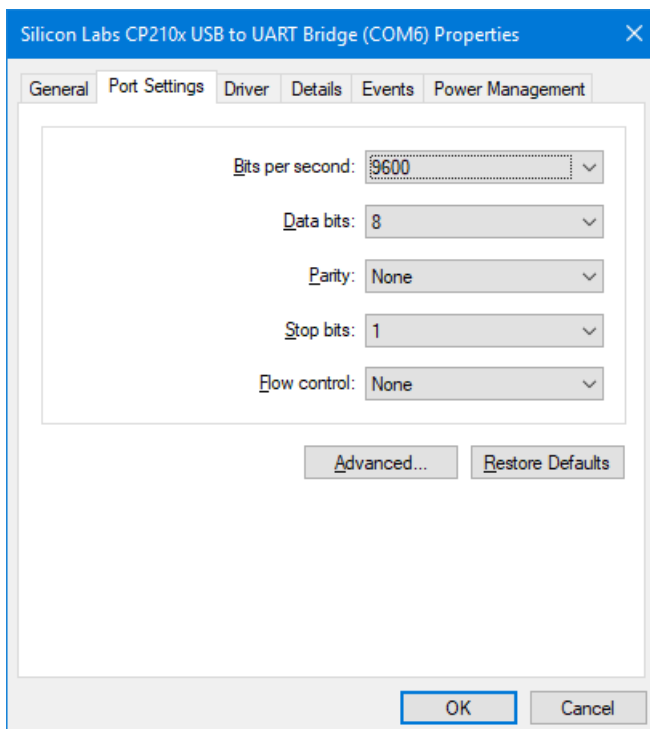 Silicon Labs CP210x USB to UART Bridge (COM6) Properties
General Port Settings Driver Details Events Power Management
Bits per second: 9600
Data bits: 8
Parity: None
Stop bits: 1
Flow control: None
Advanced... Restore Defaults
OK Cancel